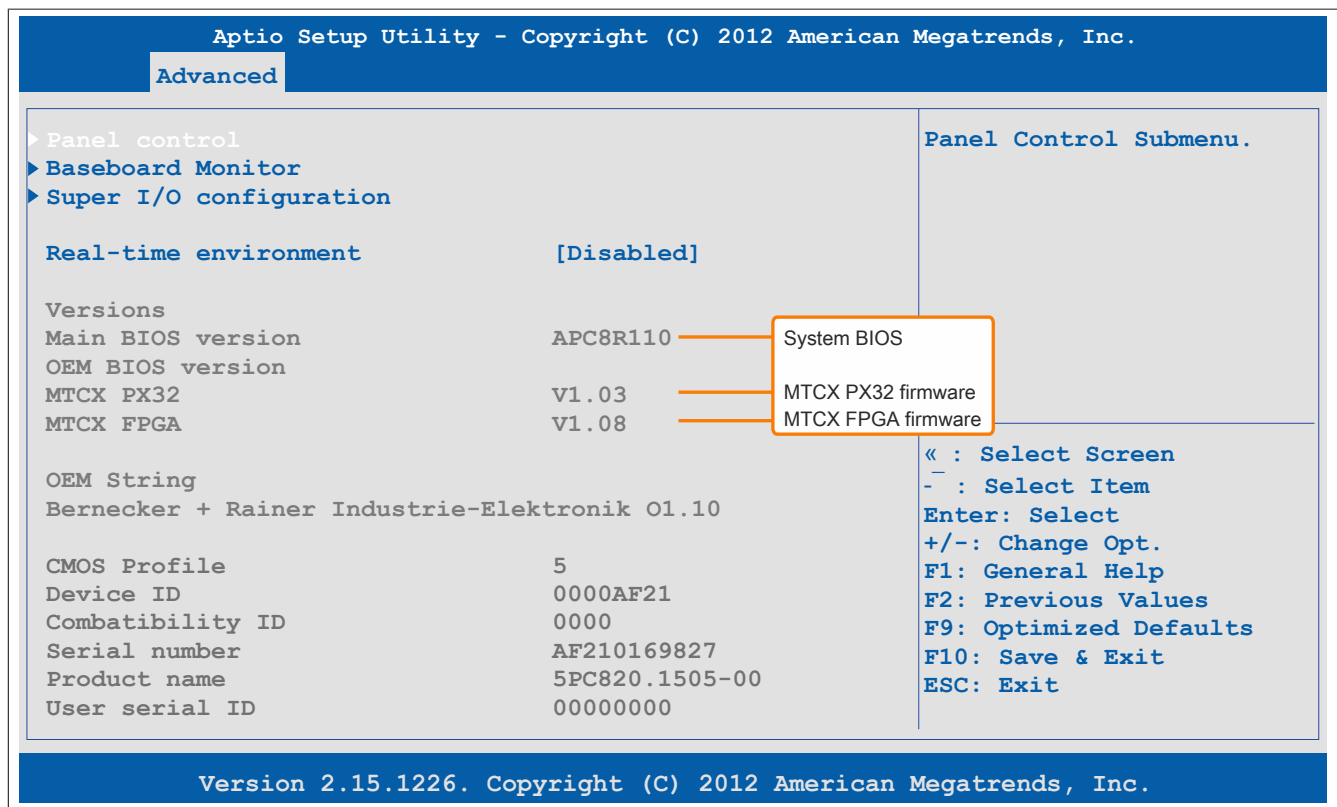 Aptio Setup Utility - Copyright (C) 2012 American Megatrends, Inc.
Advanced
Panel control
Baseboard Monitor
Super I/O configuration
Real-time environment [Disabled]
Versions
Main BIOS version APC8R110
OEM BIOS version
MTCX PX32 V1.03
MTCX FPGA V1.08
System BIOS
MTCX PX32 firmware
MTCX FPGA firmware
OEM String
Bernecker + Rainer Industrie-Elektronik O1.10
CMOS Profile 5
Device ID 0000AF21
Combatibility ID 0000
Serial number AF210169827
Product name 5PC820.1505-00
User serial ID 00000000
Panel Control Submenu.
« : Select Screen
-¯ : Select Item
Enter: Select
+/-: Change Opt.
F1: General Help
F2: Previous Values
F9: Optimized Defaults
F10: Save & Exit
ESC: Exit
Version 2.15.1226. Copyright (C) 2012 American Megatrends, Inc.